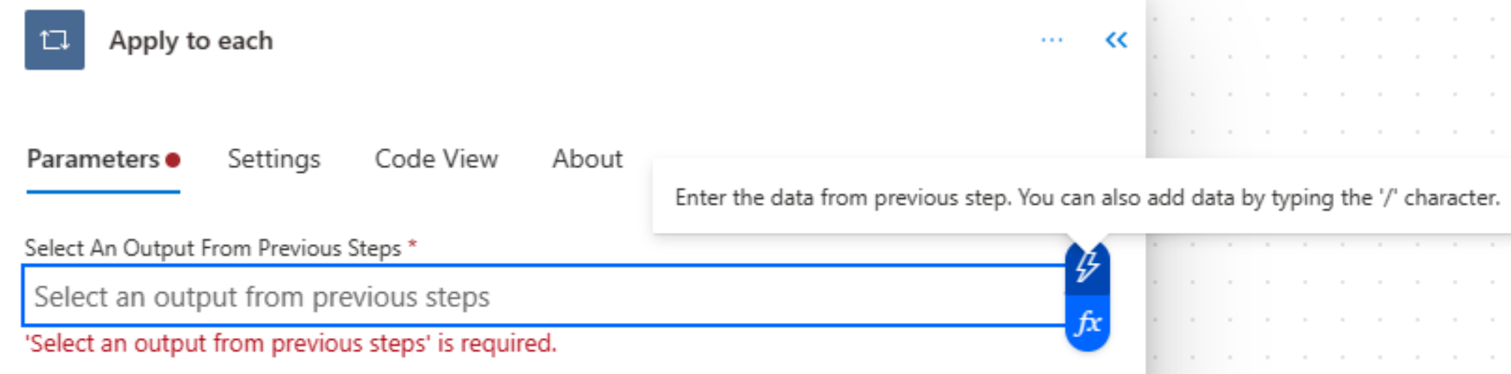 Apply to each
Parameters Settings Code View About
Enter the data from previous step. You can also add data by typing the '/' character.
Select An Output From Previous Steps *
Select an output from previous steps
fx
'Select an output from previous steps' is required.